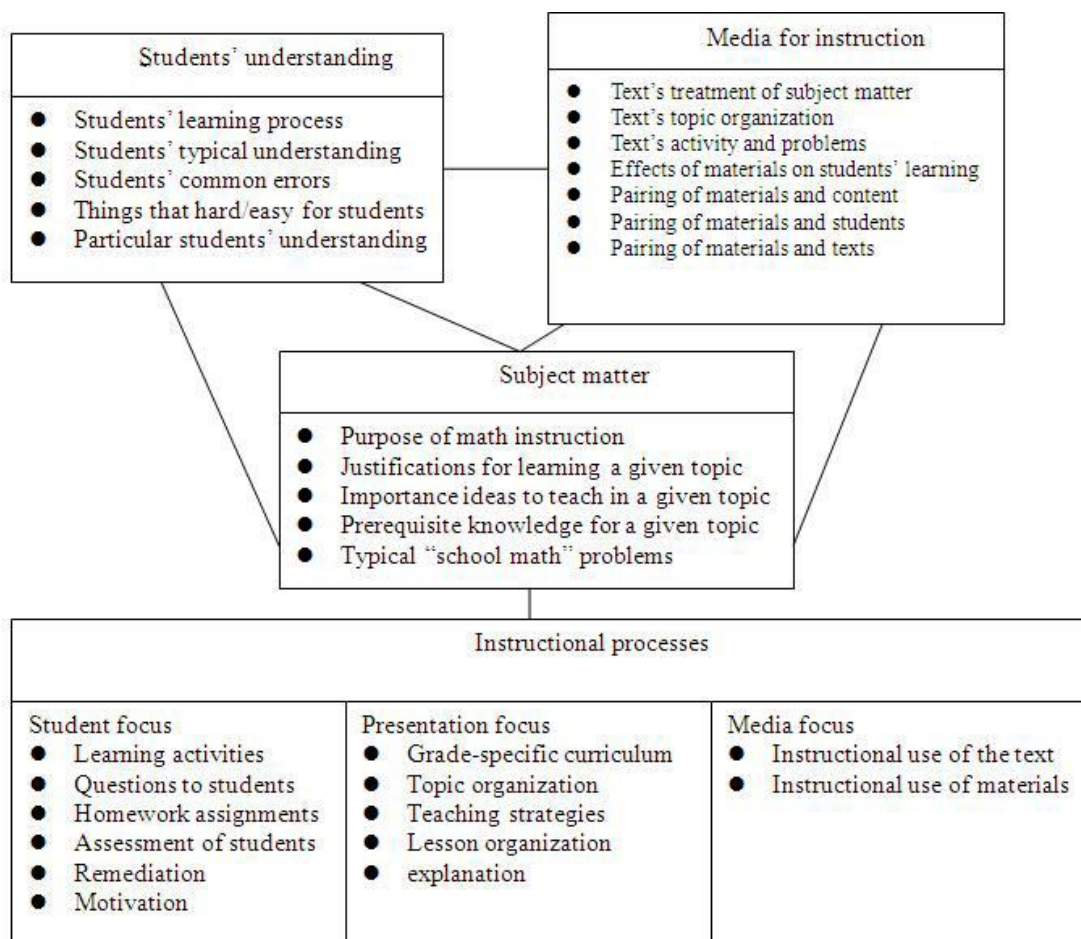 Students' understanding
● Students' learning process
● Students' typical understanding
● Students' common errors
● Things that hard/easy for students
● Particular students' understanding
Media for instruction
● Text's treatment of subject matter
● Text's topic organization
● Text's activity and problems
● Effects of materials on students' learning
● Pairing of materials and content
● Pairing of materials and students
● Pairing of materials and texts
Subject matter
● Purpose of math instruction
● Justifications for learning a given topic
● Importance ideas to teach in a given topic
● Prerequisite knowledge for a given topic
● Typical “school math” problems
Instructional processes
Student focus
● Learning activities
● Questions to students
● Homework assignments
● Assessment of students
● Remediation
● Motivation
Presentation focus
● Grade-specific curriculum
● Topic organization
● Teaching strategies
● Lesson organization
● explanation
Media focus
● Instructional use of the text
● Instructional use of materials